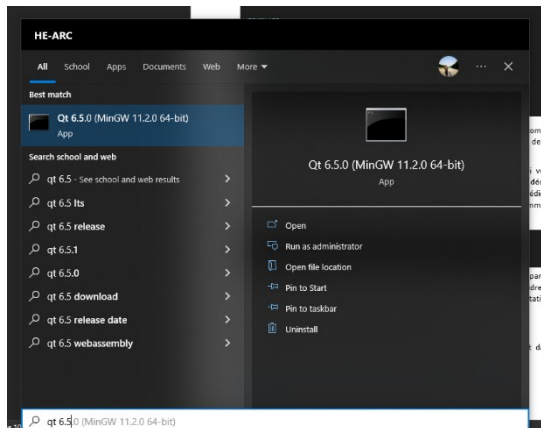 HE-ARC
All School Apps Documents Web More
Best match
Qt 6.5.0 (MinGW 11.2.0 64-bit)
App
Search school and web
qt 6.5 - See school and web results
qt 6.5 lts
qt 6.5 release
qt 6.5.1
qt 6.5.0
qt 6.5 download
qt 6.5 release date
qt 6.5 webassembly
Qt 6.5.0 (MinGW 11.2.0 64-bit)
App
Open
Run as administrator
Open file location
Pin to Start
Pin to taskbar
Uninstall
qt 6.5.0 (MinGW 11.2.0 64-bit)